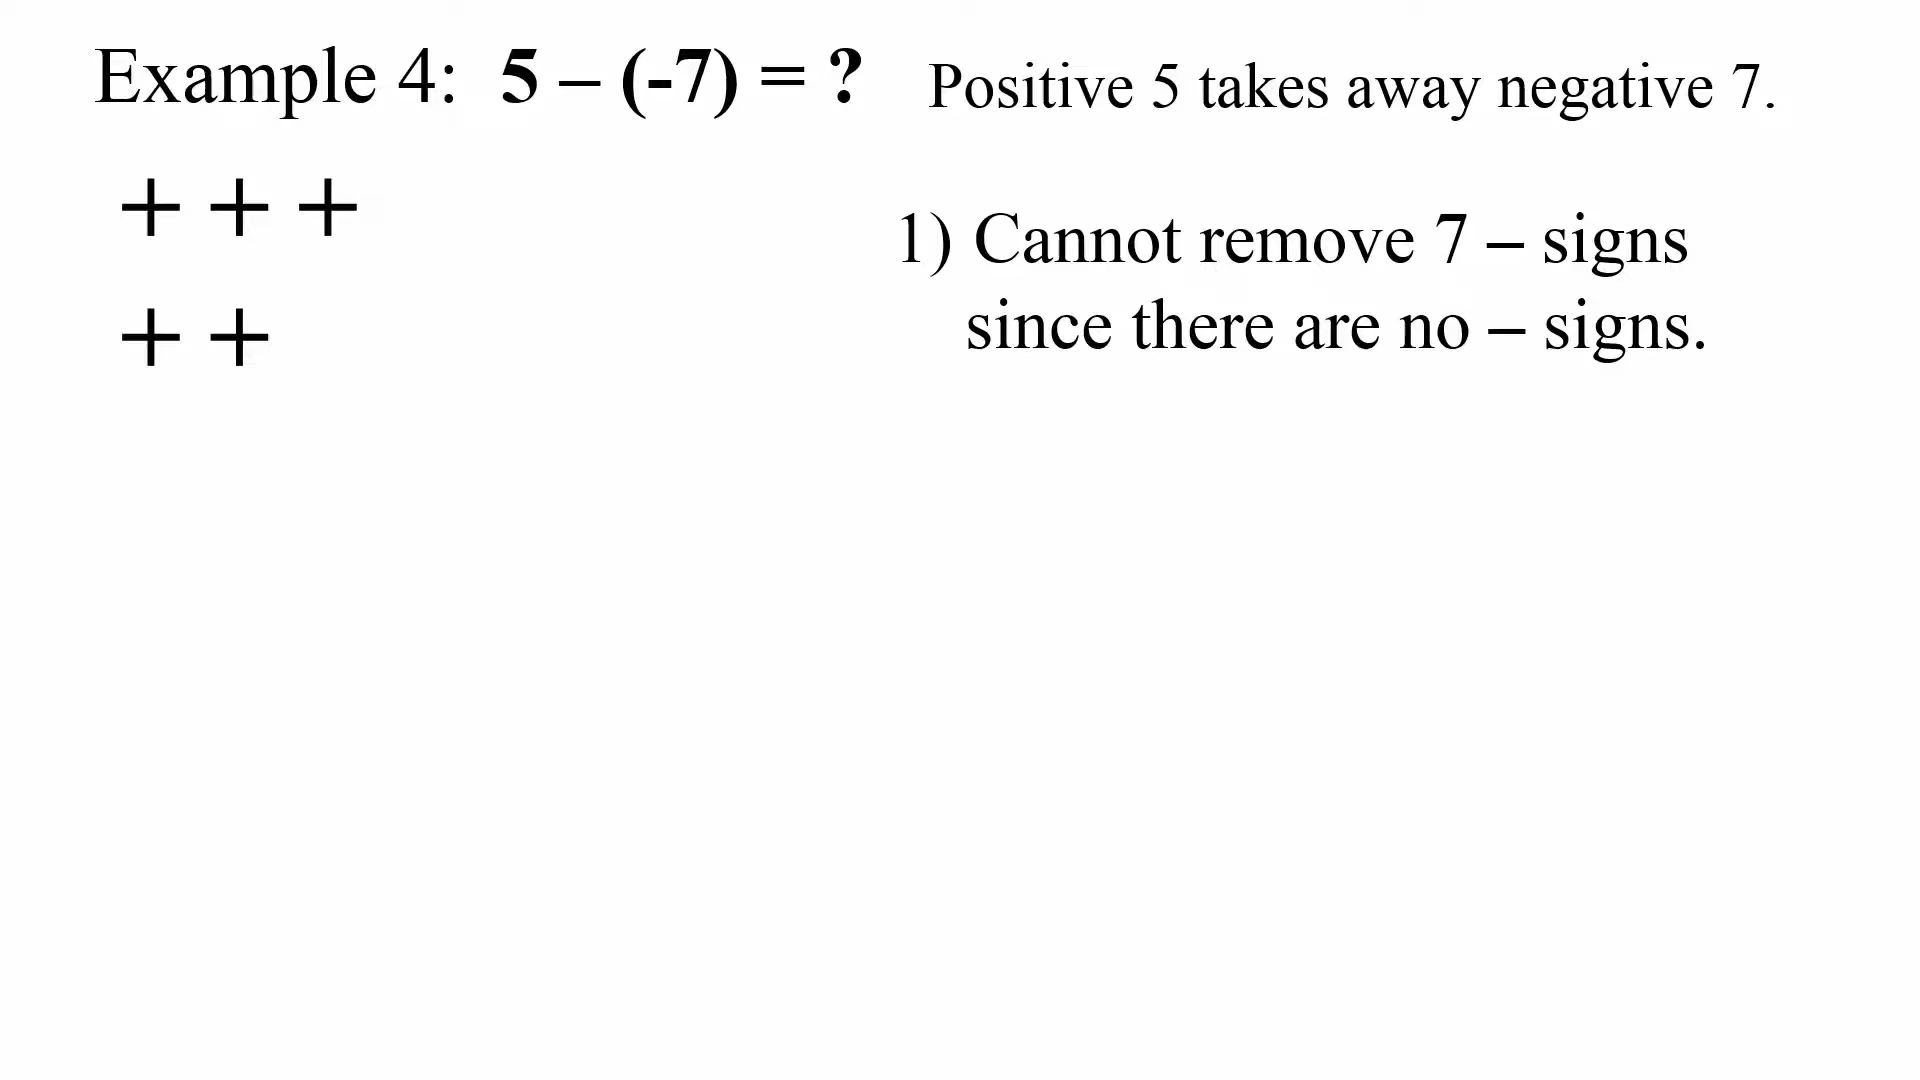 Example 4: 5 – (-7) = ? Positive 5 takes away negative 7.
+ + +
1) Cannot remove 7 – signs
since there are no – signs.
+ +